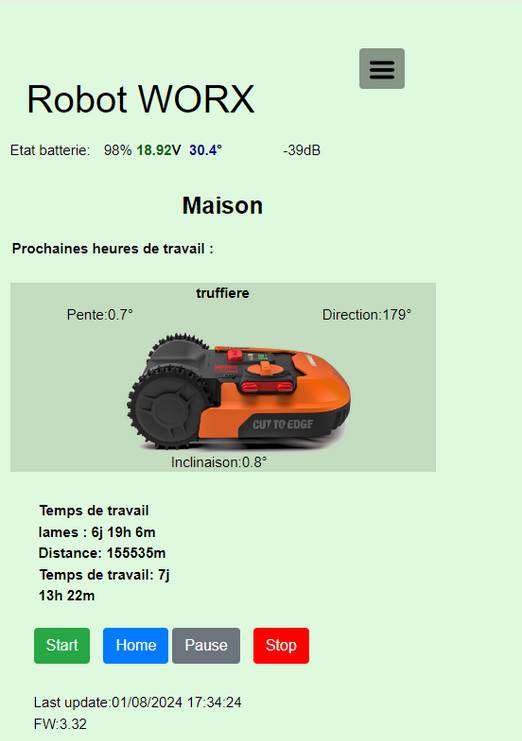 Robot WORX
Etat batterie: 98% 18.92V 30.4° -39dB
Maison
Prochaines heures de travail :
truffiere
Pente:0.7° Direction:179°
CUT TO EDGE
Inclinaison:0.8°
Temps de travail
lames : 6j 19h 6m
Distance: 155535m
Temps de travail: 7j
13h 22m
Start Home Pause Stop
Last update:01/08/2024 17:34:24
FW:3.32